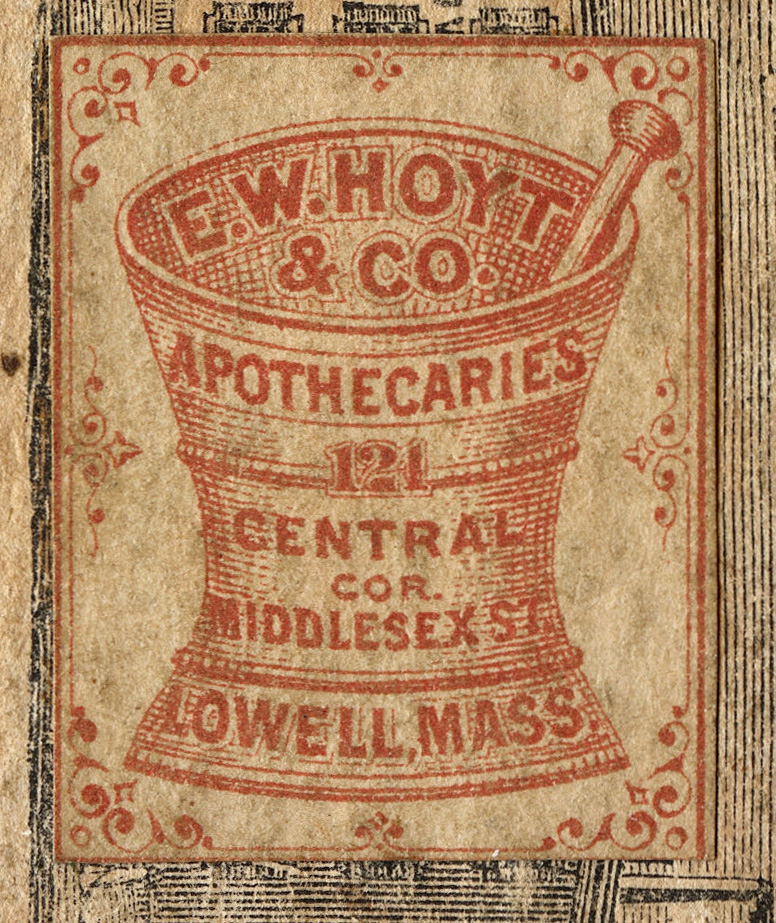 E.W.HOYT
& CO.
APOTHECARIES
121
CENTRAL
COR.
MIDDLESEX ST.
LOWELL, MASS.